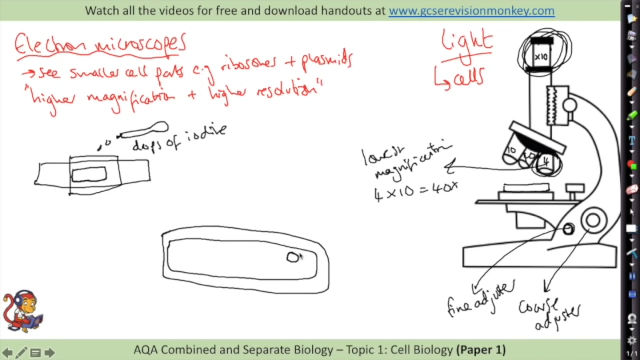 Watch all the videos for free and download handouts at www.gcserevisionmonkey.com
Electron microscopes
→ see smaller cell parts e.g ribosomes + plasmids
"higher magnification + higher resolution"
Light
↳ cells
x10
drops of iodine
lowest
magnification
4 x 10 = 40x
10
4
fine adjuster
coarse
adjuster
AQA Combined and Separate Biology – Topic 1: Cell Biology (Paper 1)